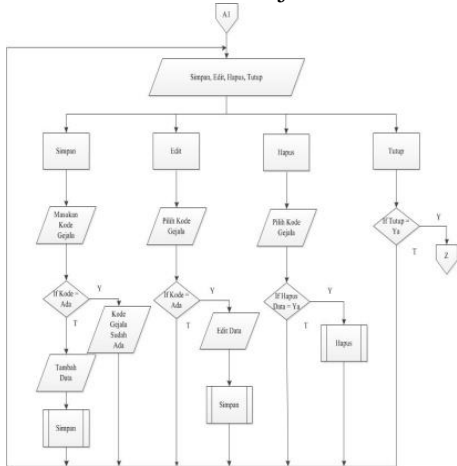 A1
Simpan, Edit, Hapus, Tutup
Simpan
Edit
Hapus
Tutup
Masukan
Kode
Gejala
Pilih Kode
Gejala
Pilih Kode
Gejala
If Tutup =
Ya
Y
T
Z
If Kode =
Ada
Y
T
Kode
Gejala
Sudah
Ada
If Kode =
Ada
Y
T
Edit Data
If Hapus
Data = Ya
Y
T
Hapus
Tambah
Data
Simpan
Simpan